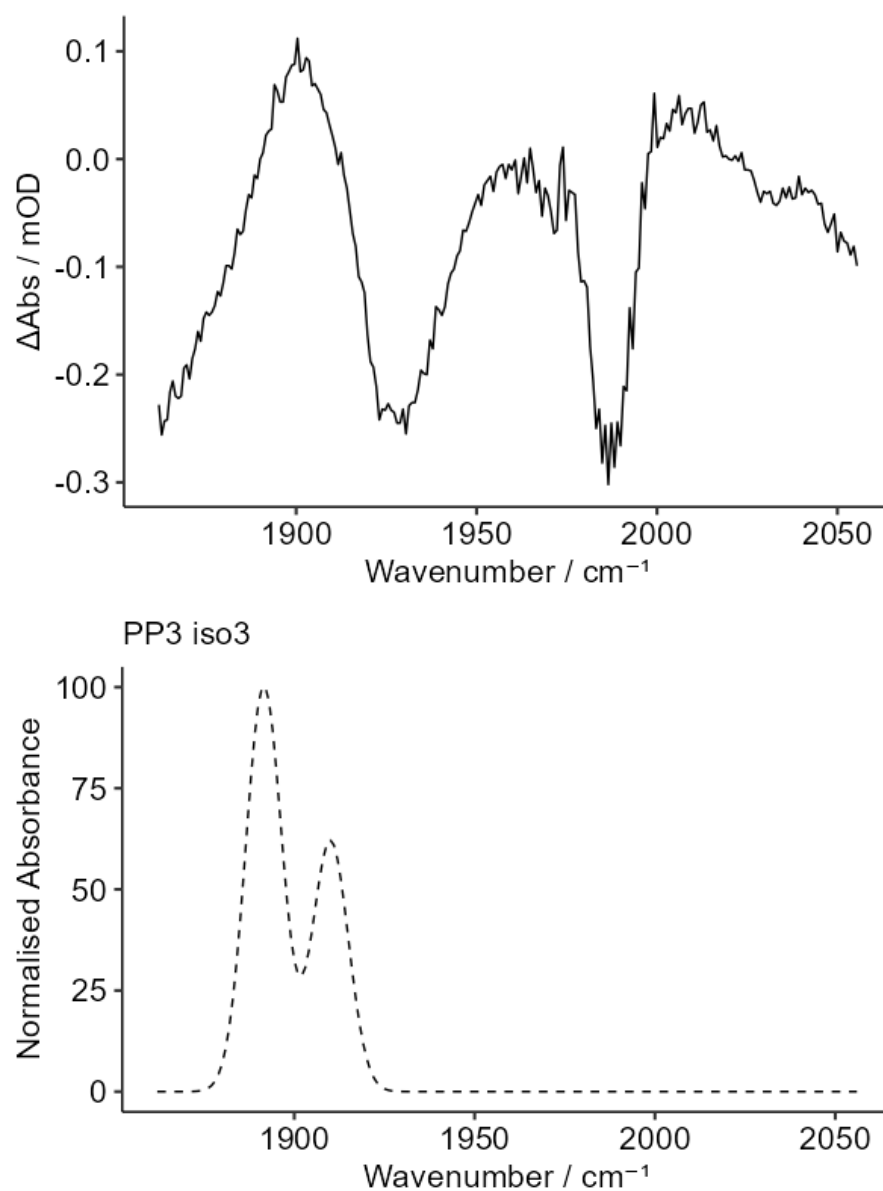 ΔAbs / mOD
0.1
0.0
-0.1
-0.2
-0.3
1900 1950 2000 2050
Wavenumber / cm⁻¹
PP3 iso3
Normalised Absorbance
100
75
50
25
0
1900 1950 2000 2050
Wavenumber / cm⁻¹